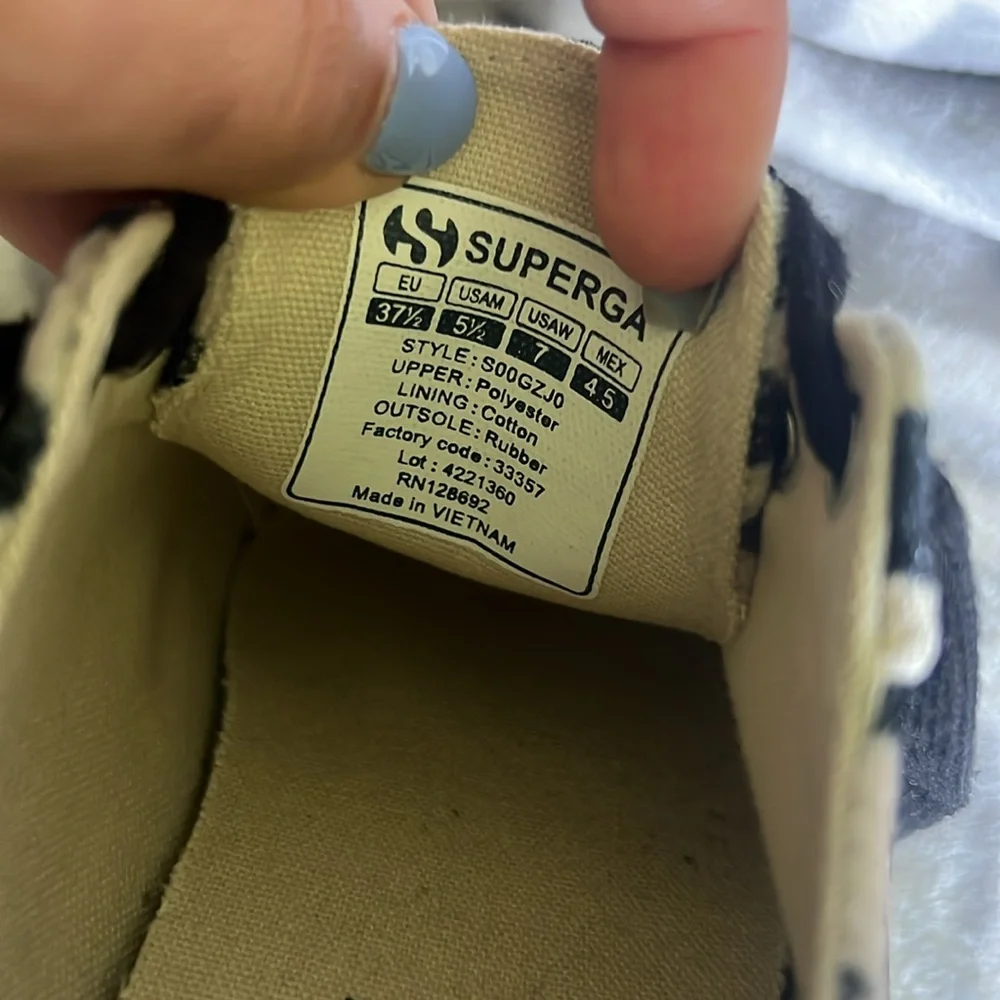 SUPERGA
EU USAM USAW MEX
37½ 5½ 7 4.5
STYLE: S00GZJ0
UPPER: Polyester
LINING: Cotton
OUTSOLE: Rubber
Factory code: 33357
Lot: 4221360
RN128692
Made in VIETNAM